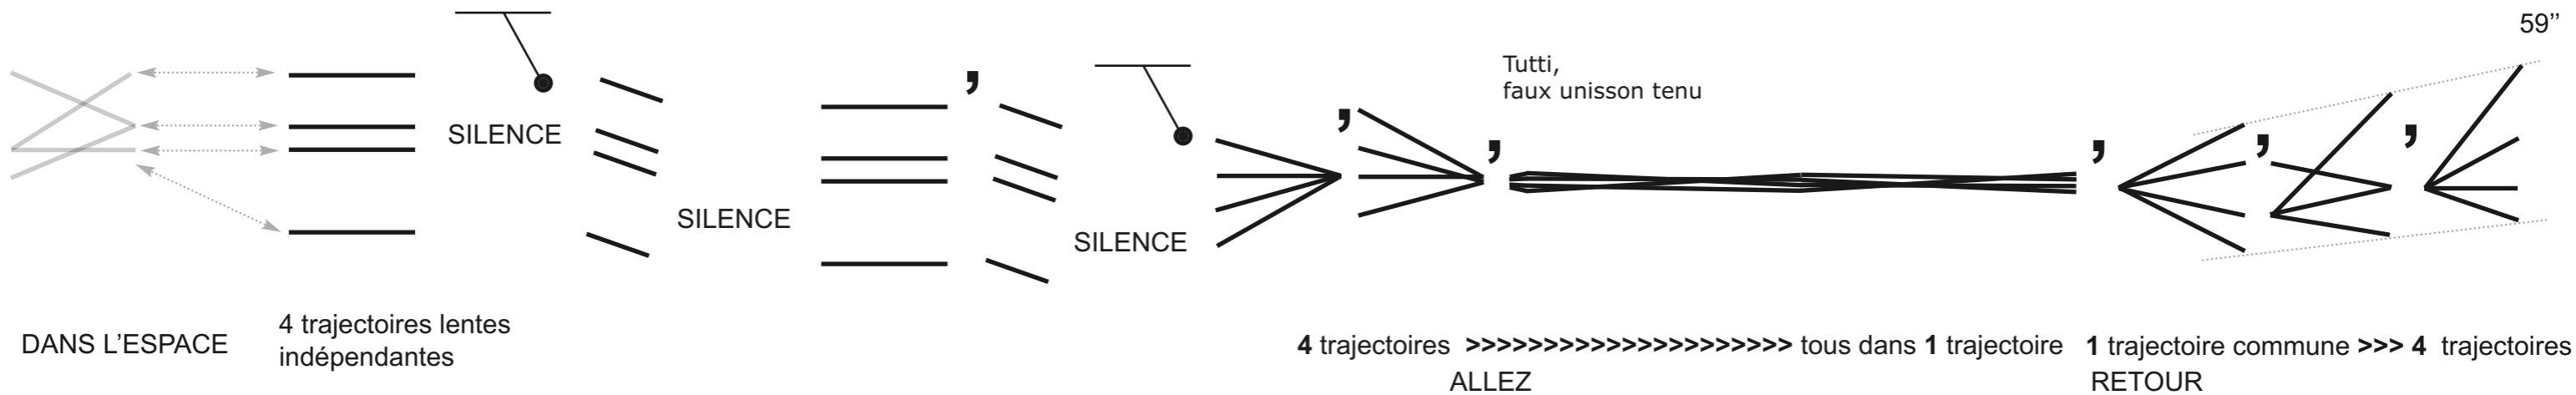 59’’
Tutti,
faux unisson tenu
SILENCE
SILENCE
SILENCE
DANS L’ESPACE
4 trajectoires lentes
indépendantes
4 trajectoires >>>>>>>>>>>>>>>>>>>>> tous dans 1 trajectoire
ALLEZ
1 trajectoire commune >>> 4 trajectoires
RETOUR